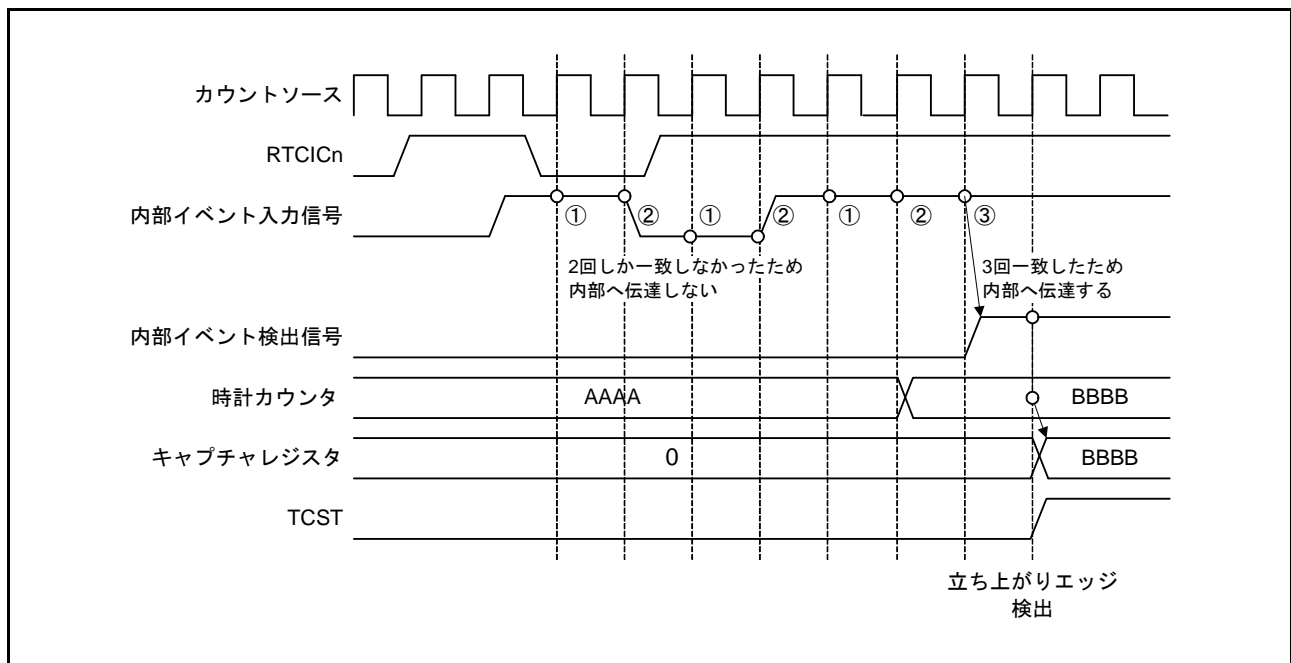 カウントソース
RTCICn
内部イベント入力信号
① ② ① ② ① ② ③
2回しか一致しなかったため
内部へ伝達しない
3回一致したため
内部へ伝達する
内部イベント検出信号
時計カウンタ AAAA BBBB
キャプチャレジスタ 0 BBBB
TCST
立ち上がりエッジ
検出